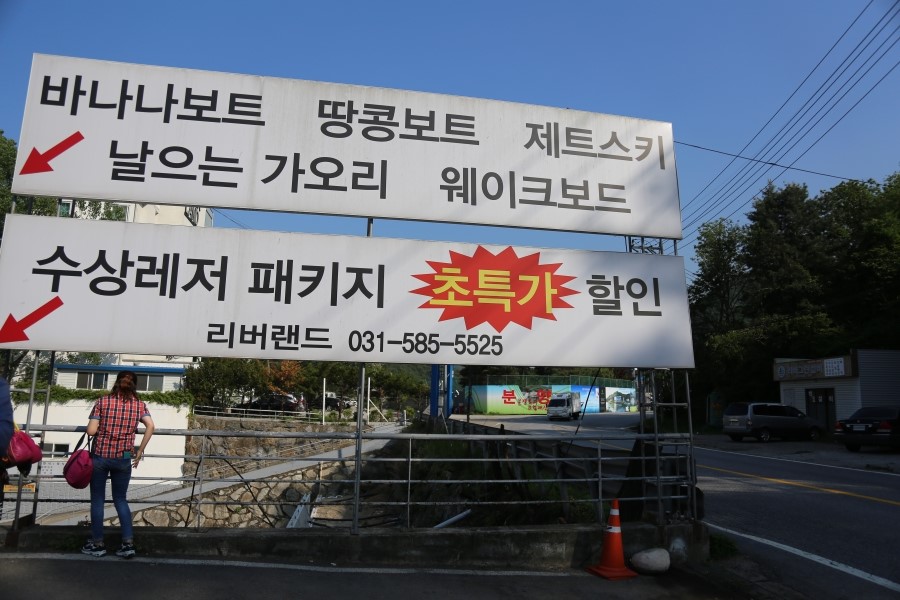 바나나보트 땅콩보트 제트스키
날으는 가오리 웨이크보드
수상레저 패키지 초특가 할인
리버랜드 031-585-5525
분